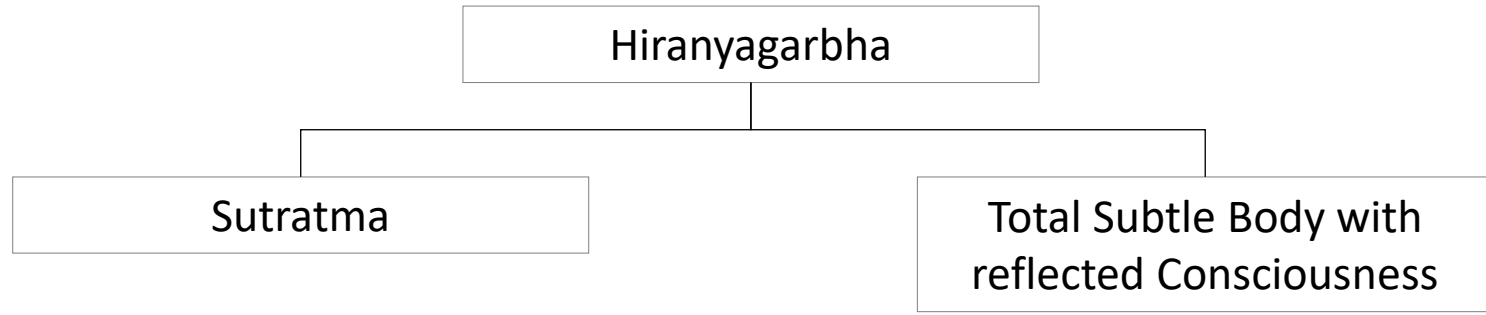 Hiranyagarbha
Sutratma
Total Subtle Body with
reflected Consciousness